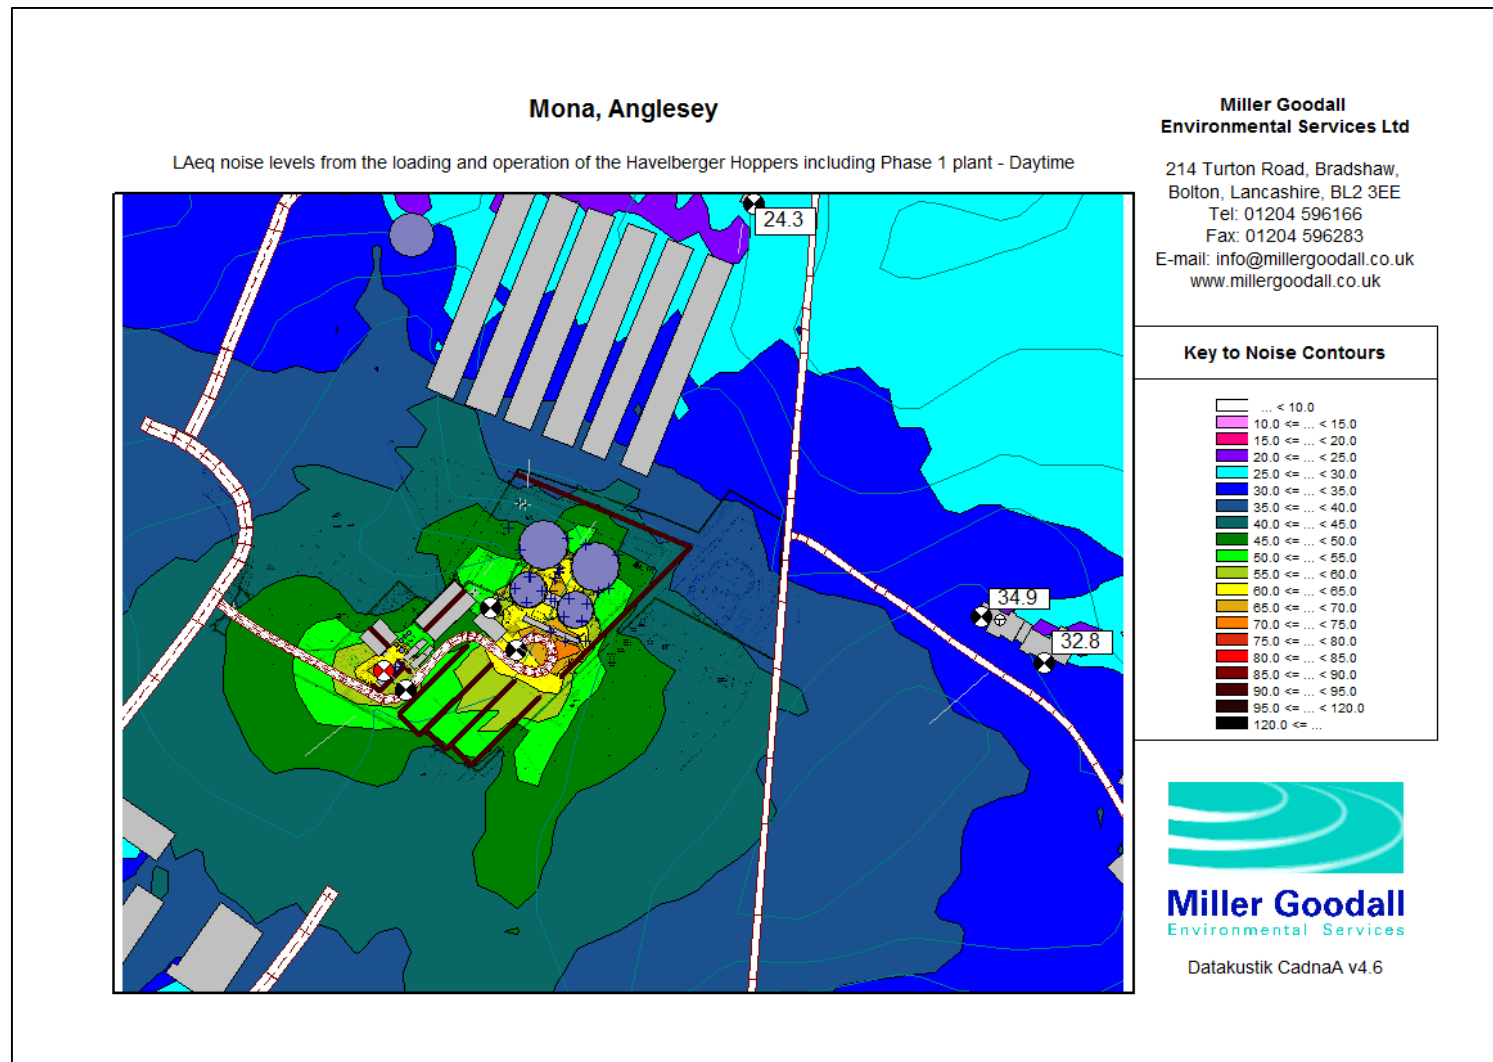 Mona, Anglesey
LAeq noise levels from the loading and operation of the Havelberger Hoppers including Phase 1 plant - Daytime
Miller Goodall
Environmental Services Ltd
214 Turton Road, Bradshaw,
Bolton, Lancashire, BL2 3EE
Tel: 01204 596166
Fax: 01204 596283
E-mail: info@millergoodall.co.uk
www.millergoodall.co.uk
24.3
34.9
32.8
Key to Noise Contours
... < 10.0
10.0 <= ... < 15.0
15.0 <= ... < 20.0
20.0 <= ... < 25.0
25.0 <= ... < 30.0
30.0 <= ... < 35.0
35.0 <= ... < 40.0
40.0 <= ... < 45.0
45.0 <= ... < 50.0
50.0 <= ... < 55.0
55.0 <= ... < 60.0
60.0 <= ... < 65.0
65.0 <= ... < 70.0
70.0 <= ... < 75.0
75.0 <= ... < 80.0
80.0 <= ... < 85.0
85.0 <= ... < 90.0
90.0 <= ... < 95.0
95.0 <= ... < 120.0
120.0 <= ...
Miller Goodall
Environmental Services
Datakustik CadnaA v4.6